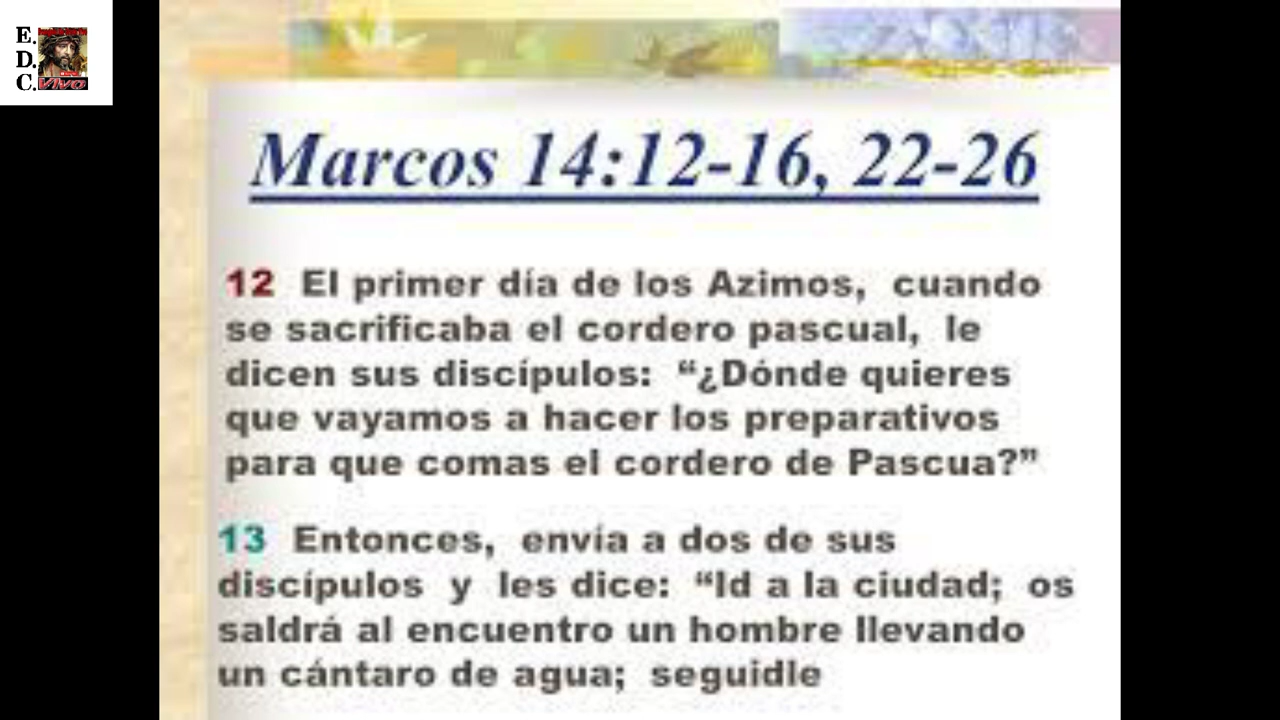 E.
D.
C.
Vivo
Marcos 14:12-16, 22-26
12 El primer día de los Azimos, cuando
se sacrificaba el cordero pascual, le
dicen sus discípulos: “¿Dónde quieres
que vayamos a hacer los preparativos
para que comas el cordero de Pascua?”
13 Entonces, envía a dos de sus
discípulos y les dice: “Id a la ciudad; os
saldrá al encuentro un hombre llevando
un cántaro de agua; seguidle